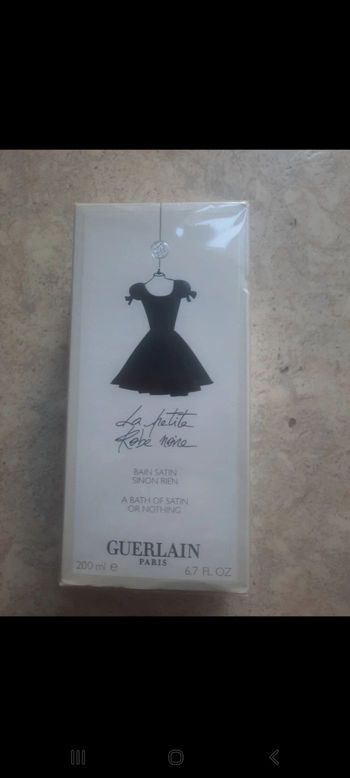 La petite
Robe noire
BAIN SATIN
SINON RIEN
A BATH OF SATIN
OR NOTHING
GUERLAIN
PARIS
200 ml e 6.7 FL OZ